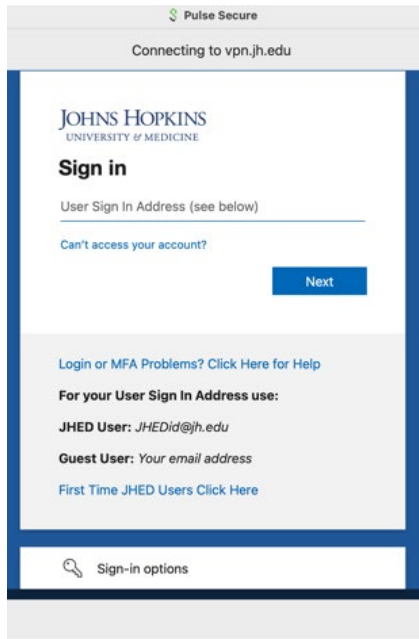 Pulse Secure
Connecting to vpn.jh.edu
JOHNS HOPKINS
UNIVERSITY & MEDICINE
Sign in
User Sign In Address (see below)
Can't access your account?
Next
Login or MFA Problems? Click Here for Help
For your User Sign In Address use:
JHED User: JHEDid@jh.edu
Guest User: Your email address
First Time JHED Users Click Here
Sign-in options